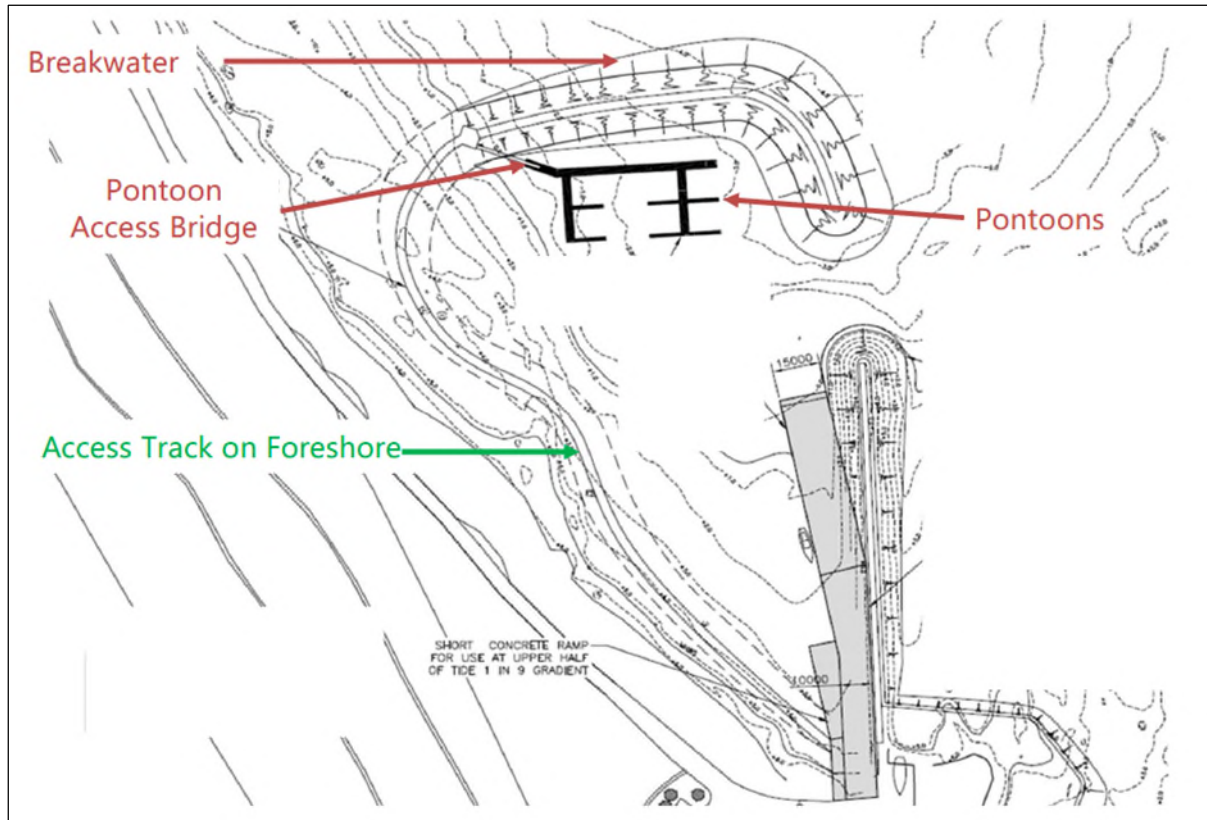 Breakwater
Pontoon
Access Bridge
Pontoons
15000
Access Track on Foreshore
SHORT CONCRETE RAMP
FOR USE AT UPPER HALF
OF TIDE 1 IN 9 GRADIENT
10000